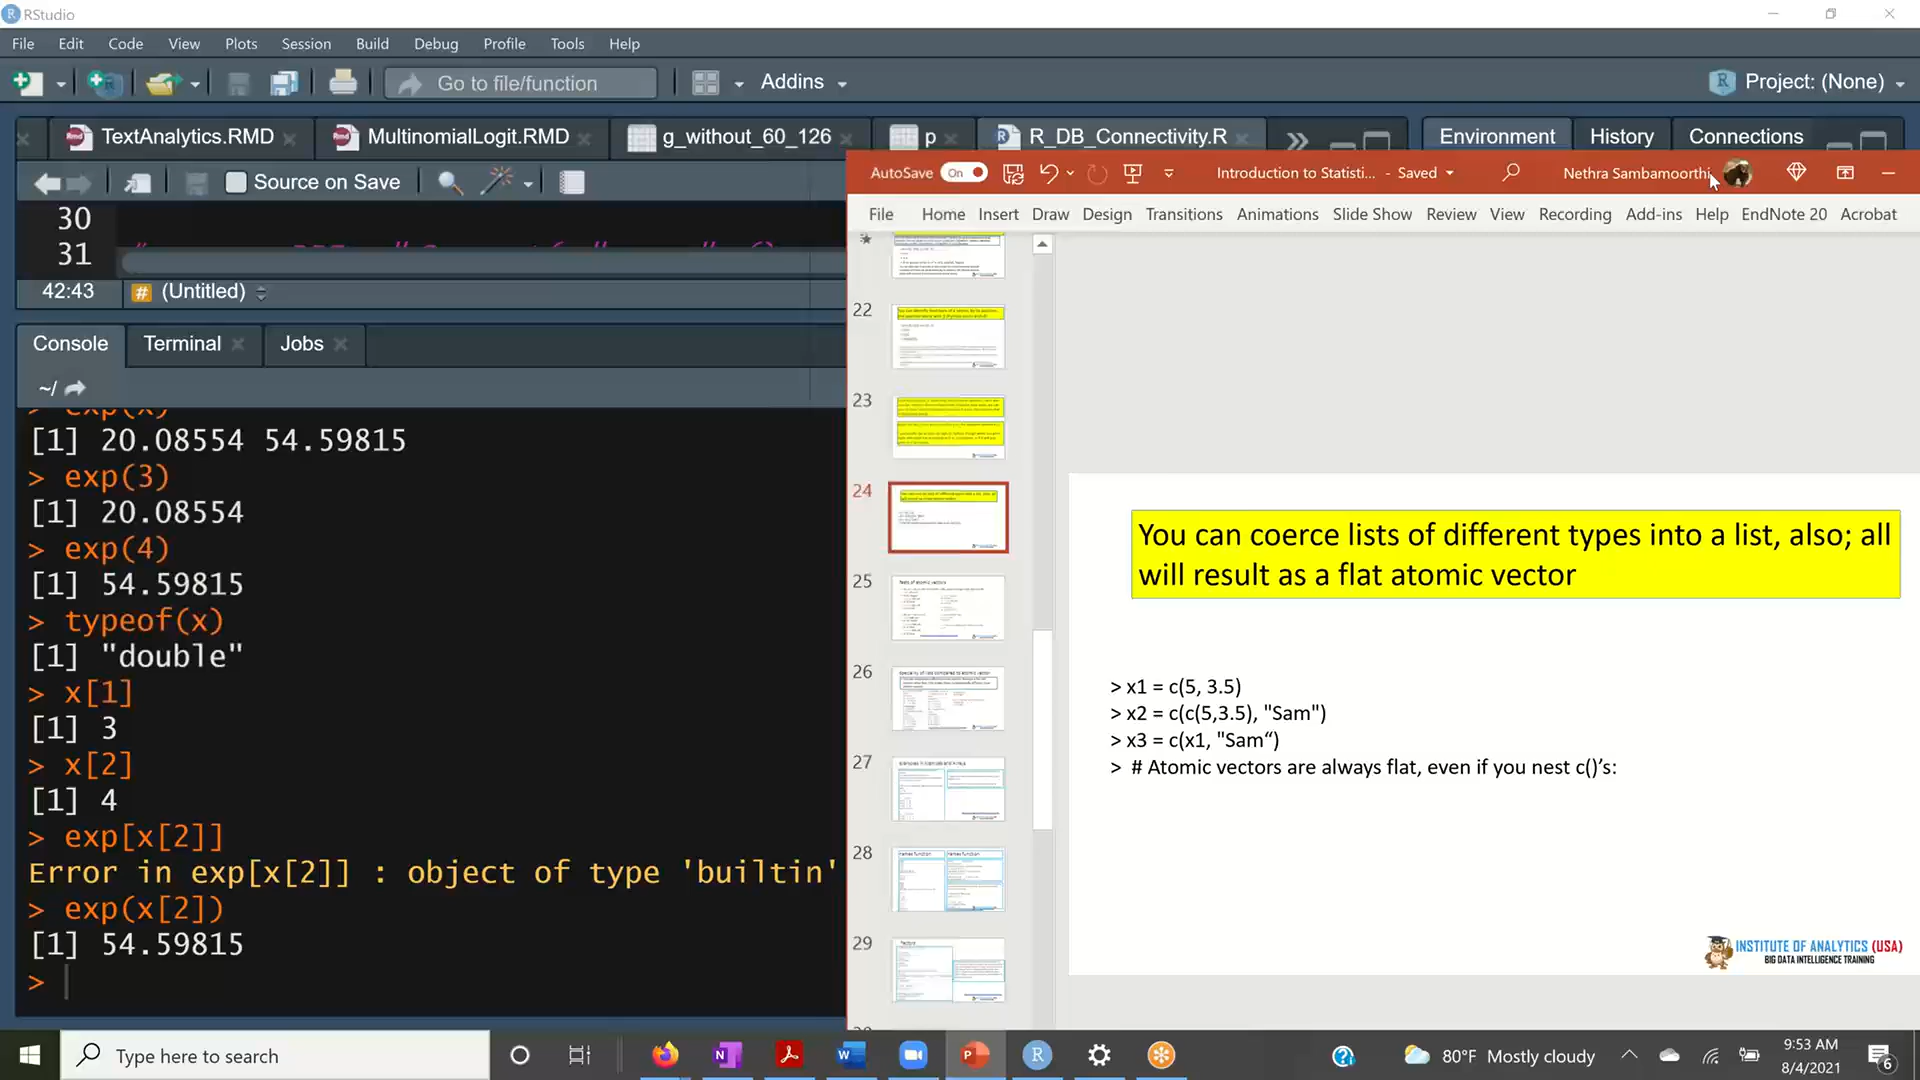 RStudio
File Edit Code View Plots Session Build Debug Profile Tools Help
Go to file/function Addins Project: (None)
TextAnalytics.RMD MultinomialLogit.RMD g_without_60_126 p R_DB_Connectivity.R Environment History Connections
Source on Save
30
31
42:43 (Untitled)
Console Terminal Jobs
~/
> exp(x)
[1] 20.08554 54.59815
> exp(3)
[1] 20.08554
> exp(4)
[1] 54.59815
> typeof(x)
[1] "double"
> x[1]
[1] 3
> x[2]
[1] 4
> exp[x[2]]
Error in exp[x[2]] : object of type 'builtin'
> exp(x[2])
[1] 54.59815
>
AutoSave On Introduction to Statisti... - Saved Nethra Sambamoorthi
File Home Insert Draw Design Transitions Animations Slide Show Review View Recording Add-ins Help EndNote 20 Acrobat
22
23
24
25
26
27
28
29
You can coerce lists of different types into a list, also; all
will result as a flat atomic vector
> x1 = c(5, 3.5)
> x2 = c(c(5,3.5), "Sam")
> x3 = c(x1, "Sam“)
> # Atomic vectors are always flat, even if you nest c()’s:
INSTITUTE OF ANALYTICS (USA)
BIG DATA INTELLIGENCE TRAINING
Type here to search
80°F Mostly cloudy
9:53 AM
8/4/2021
6